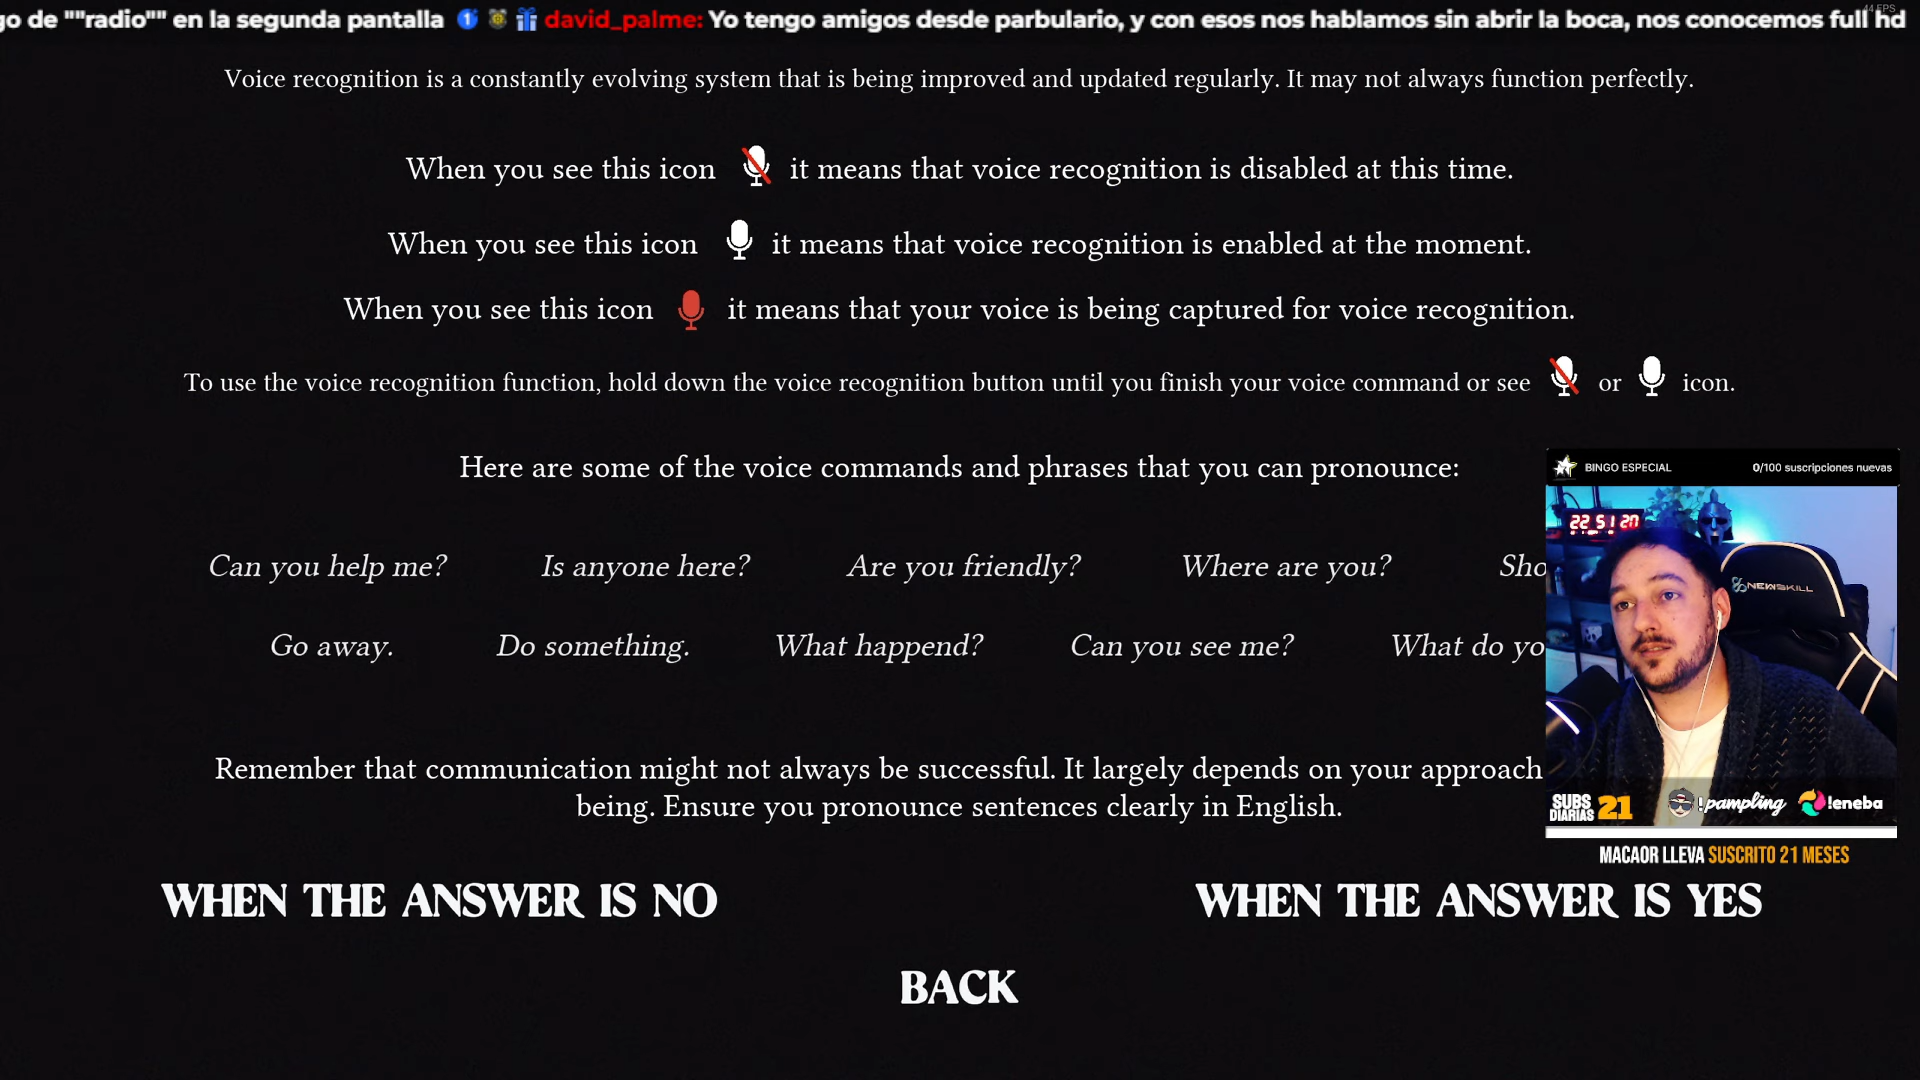 go de ""radio"" en la segunda pantalla 1 david_palme: Yo tengo amigos desde parbulario, y con esos nos hablamos sin abrir la boca, nos conocemos full hd
44 FPS
Voice recognition is a constantly evolving system that is being improved and updated regularly. It may not always function perfectly.
When you see this icon it means that voice recognition is disabled at this time.
When you see this icon it means that voice recognition is enabled at the moment.
When you see this icon it means that your voice is being captured for voice recognition.
To use the voice recognition function, hold down the voice recognition button until you finish your voice command or see or icon.
Here are some of the voice commands and phrases that you can pronounce:
BINGO ESPECIAL 0/100 suscripciones nuevas
22 51 20
NEWSKILL
Can you help me? Is anyone here? Are you friendly? Where are you? Sho
Go away. Do something. What happend? Can you see me? What do yo
Remember that communication might not always be successful. It largely depends on your approach
being. Ensure you pronounce sentences clearly in English.
SUBS DIARIAS 21 !pampling !eneba
MACAOR LLEVA SUSCRITO 21 MESES
WHEN THE ANSWER IS NO WHEN THE ANSWER IS YES
BACK